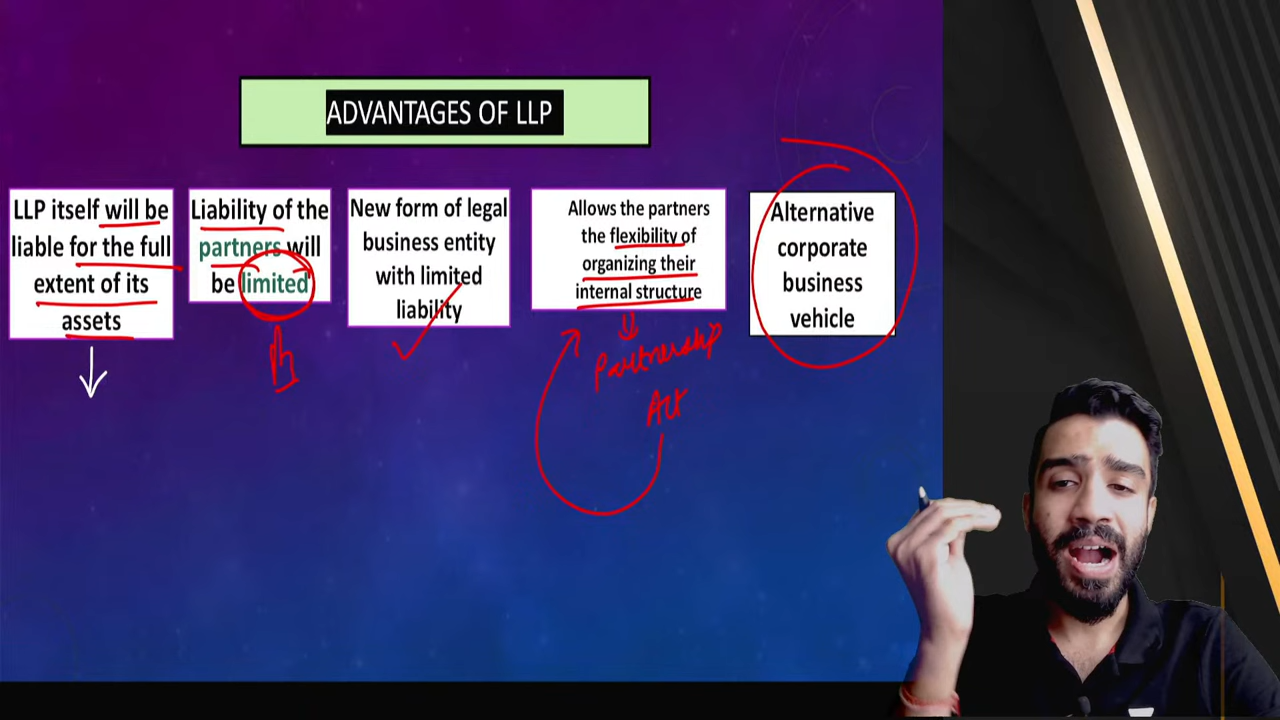 ADVANTAGES OF LLP
LLP itself will be
liable for the full
extent of its
assets
Liability of the
partners will
be limited
New form of legal
business entity
with limited
liability
Allows the partners
the flexibility of
organizing their
internal structure
Partnership
Act
Alternative
corporate
business
vehicle